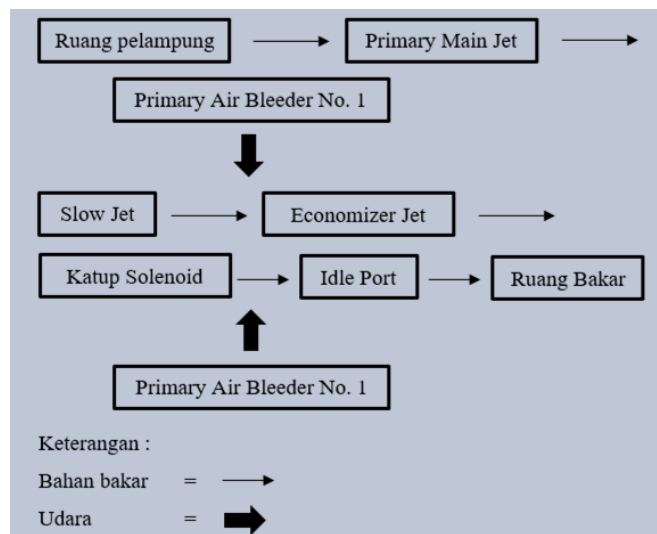 Ruang pelampung Primary Main Jet
Primary Air Bleeder No. 1
Slow Jet Economizer Jet
Katup Solenoid Idle Port Ruang Bakar
Primary Air Bleeder No. 1
Keterangan :
Bahan bakar =
Udara =